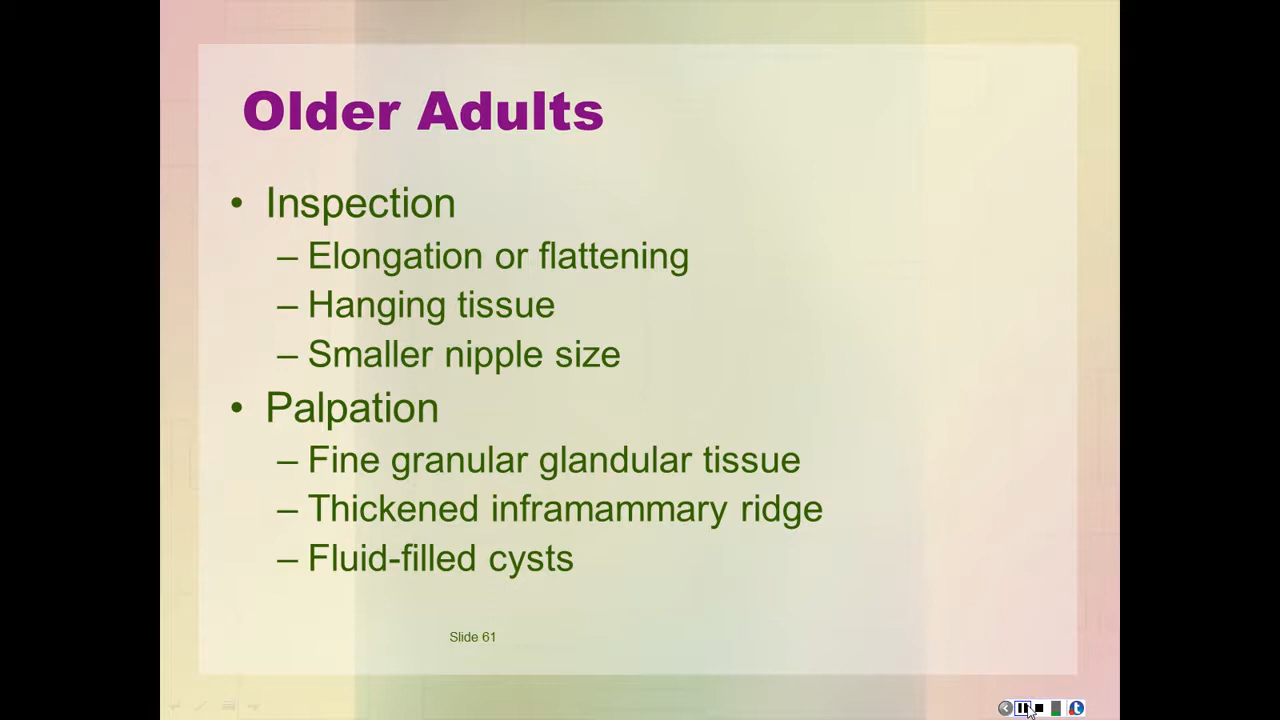 Older Adults
• Inspection
– Elongation or flattening
– Hanging tissue
– Smaller nipple size
• Palpation
– Fine granular glandular tissue
– Thickened inframammary ridge
– Fluid-filled cysts
Slide 61